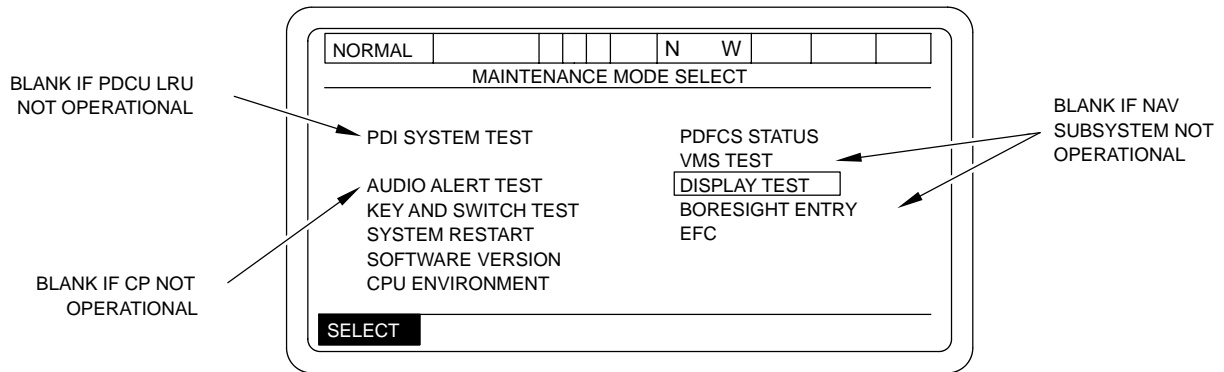 NORMAL N W
MAINTENANCE MODE SELECT
BLANK IF PDCU LRU
NOT OPERATIONAL
PDI SYSTEM TEST
AUDIO ALERT TEST
KEY AND SWITCH TEST
SYSTEM RESTART
SOFTWARE VERSION
CPU ENVIRONMENT
PDFCS STATUS
VMS TEST
DISPLAY TEST
BORESIGHT ENTRY
EFC
BLANK IF NAV
SUBSYSTEM NOT
OPERATIONAL
BLANK IF CP NOT
OPERATIONAL
SELECT